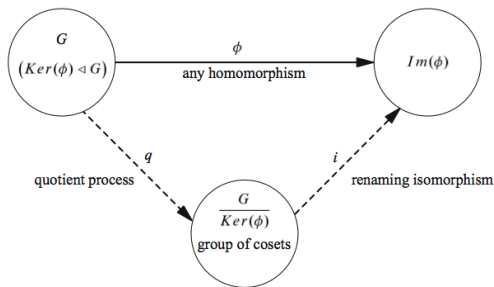 G
(Ker(ϕ) ◁ G)
ϕ
any homomorphism
Im(ϕ)
q
quotient process
i
renaming isomorphism
G
Ker(ϕ)
group of cosets